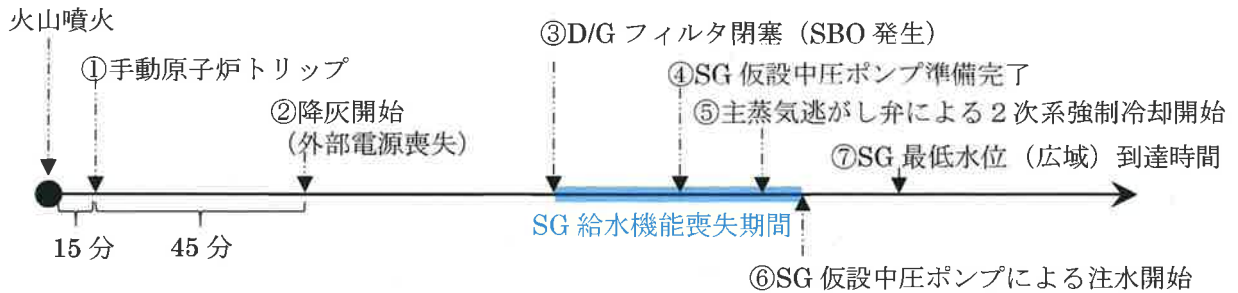 火山噴火
①手動原子炉トリップ
②降灰開始
(外部電源喪失)
③D/G フィルタ閉塞（SBO 発生）
④SG 仮設中圧ポンプ準備完了
⑤主蒸気逃がし弁による２次系強制冷却開始
⑦SG 最低水位（広域）到達時間
15 分
45 分
SG 給水機能喪失期間
⑥SG 仮設中圧ポンプによる注水開始